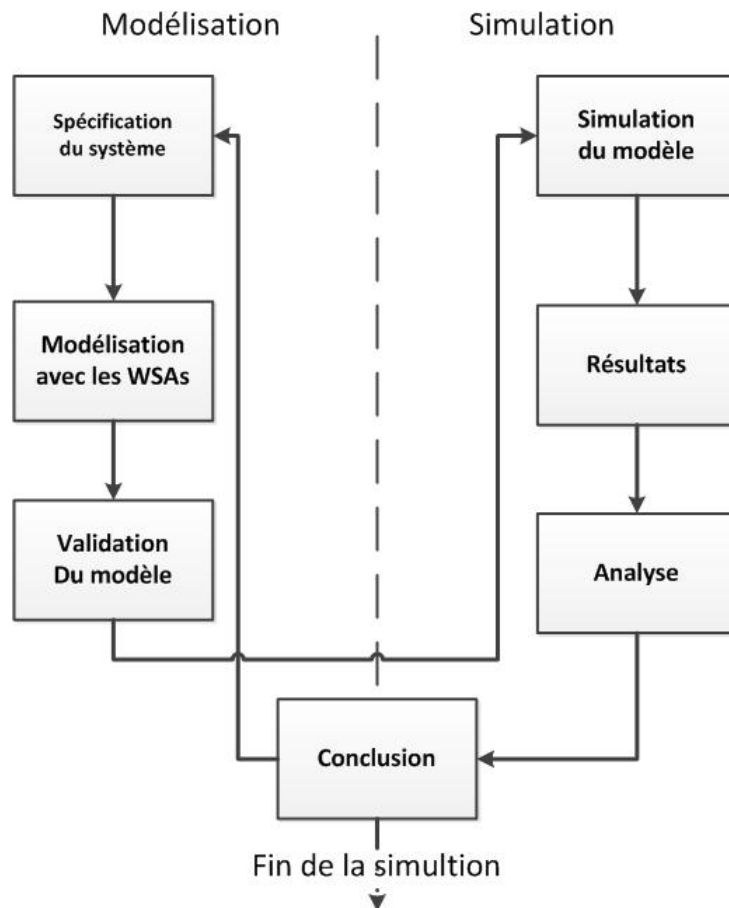 Modélisation
Simulation
Spécification
du système
Simulation
du modèle
Modélisation
avec les WSAs
Résultats
Validation
Du modèle
Analyse
Conclusion
Fin de la simultion